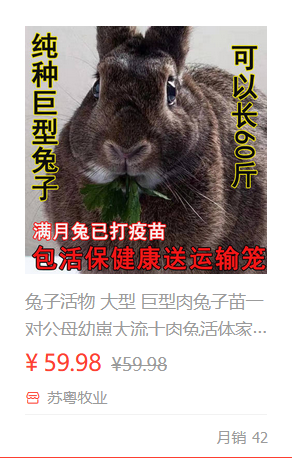 纯种巨型兔子
可以长60斤
满月兔已打疫苗
包活保健康送运输笼
兔子活物 大型 巨型肉兔子苗一
对公母幼崽大流士肉兔活体家...
¥ 59.98 ¥59.98
苏粤牧业
月销 42